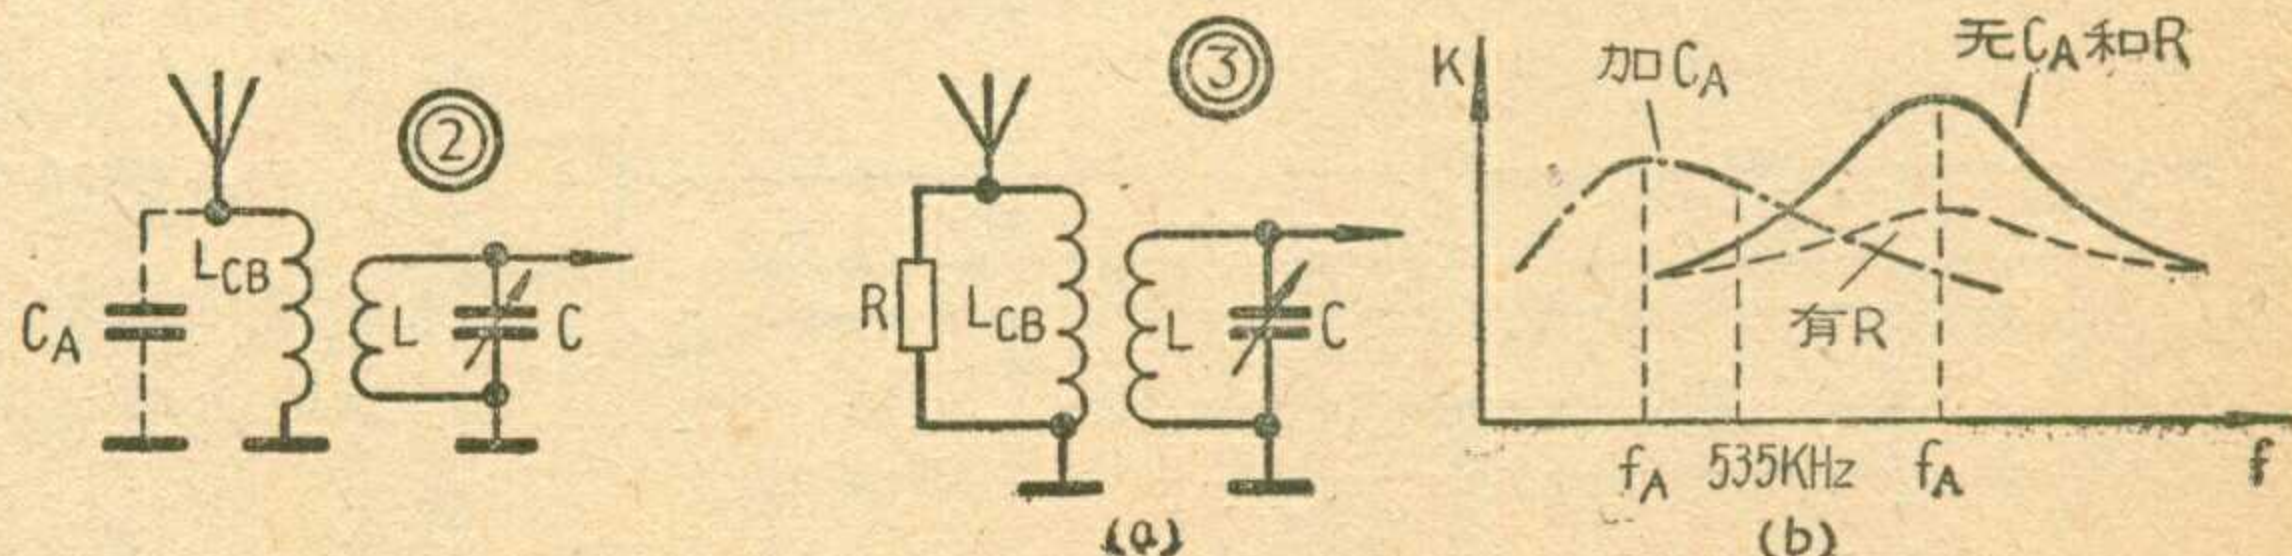 ②
C_A
L_CB
L
C
③
R
L_CB
L
C
(a)
K
加C_A
无C_A和R
有R
f_A
535KHz
f_A
f
(b)